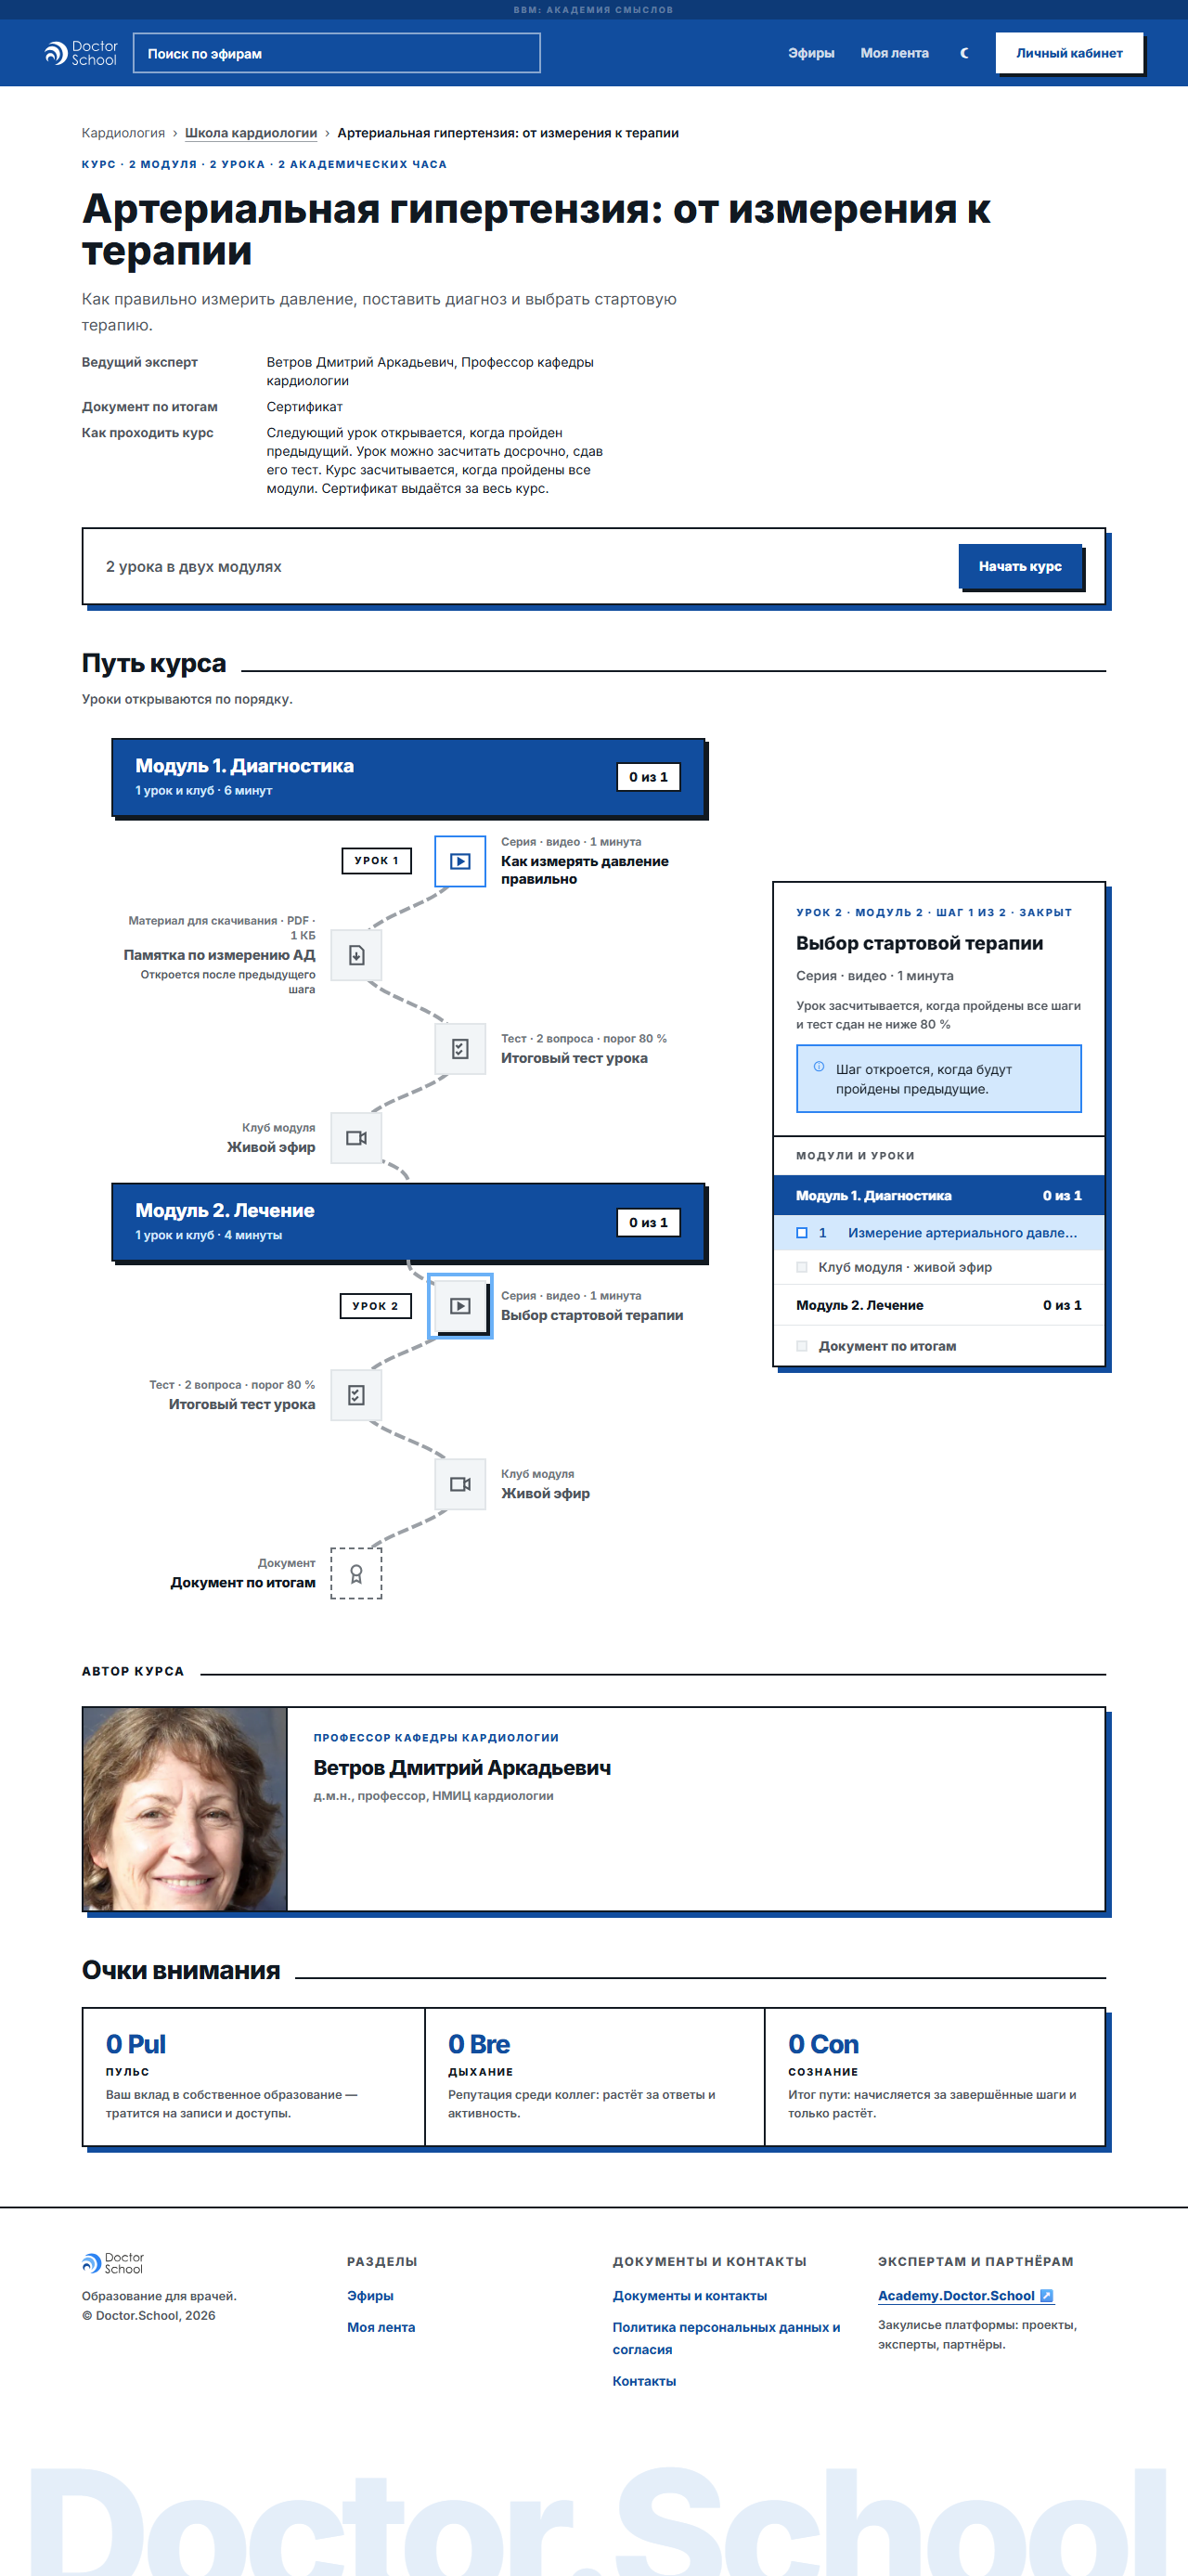 ВВМ: АКАДЕМИЯ СМЫСЛОВ
Doctor School
Поиск по эфирам
Эфиры
Моя лента
Личный кабинет
Кардиология › Школа кардиологии › Артериальная гипертензия: от измерения к терапии
КУРС · 2 МОДУЛЯ · 2 УРОКА · 2 АКАДЕМИЧЕСКИХ ЧАСА
Артериальная гипертензия: от измерения к
терапии
Как правильно измерить давление, поставить диагноз и выбрать стартовую
терапию.
Ведущий эксперт
Ветров Дмитрий Аркадьевич, Профессор кафедры
кардиологии
Документ по итогам
Сертификат
Как проходить курс
Следующий урок открывается, когда пройден
предыдущий. Урок можно засчитать досрочно, сдав
его тест. Курс засчитывается, когда пройдены все
модули. Сертификат выдаётся за весь курс.
2 урока в двух модулях
Начать курс
Путь курса
Уроки открываются по порядку.
Модуль 1. Диагностика
1 урок и клуб · 6 минут
0 из 1
УРОК 1
Серия · видео · 1 минута
Как измерять давление
правильно
Материал для скачивания · PDF ·
1 КБ
Памятка по измерению АД
Откроется после предыдущего
шага
Тест · 2 вопроса · порог 80 %
Итоговый тест урока
Клуб модуля
Живой эфир
Модуль 2. Лечение
1 урок и клуб · 4 минуты
0 из 1
УРОК 2
Серия · видео · 1 минута
Выбор стартовой терапии
Тест · 2 вопроса · порог 80 %
Итоговый тест урока
Клуб модуля
Живой эфир
Документ
Документ по итогам
УРОК 2 · МОДУЛЬ 2 · ШАГ 1 ИЗ 2 · ЗАКРЫТ
Выбор стартовой терапии
Серия · видео · 1 минута
Урок засчитывается, когда пройдены все шаги
и тест сдан не ниже 80 %
Шаг откроется, когда будут
пройдены предыдущие.
МОДУЛИ И УРОКИ
Модуль 1. Диагностика
0 из 1
1 Измерение артериального давле...
Клуб модуля · живой эфир
Модуль 2. Лечение
0 из 1
Документ по итогам
АВТОР КУРСА
ПРОФЕССОР КАФЕДРЫ КАРДИОЛОГИИ
Ветров Дмитрий Аркадьевич
д.м.н., профессор, НМИЦ кардиологии
Очки внимания
0 Pul
ПУЛЬС
Ваш вклад в собственное образование —
тратится на записи и доступы.
0 Bre
ДЫХАНИЕ
Репутация среди коллег: растёт за ответы и
активность.
0 Con
СОЗНАНИЕ
Итог пути: начисляется за завершённые шаги и
только растёт.
Doctor School
Образование для врачей.
© Doctor.School, 2026
РАЗДЕЛЫ
Эфиры
Моя лента
ДОКУМЕНТЫ И КОНТАКТЫ
Документы и контакты
Политика персональных данных и
согласия
Контакты
ЭКСПЕРТАМ И ПАРТНЁРАМ
Academy.Doctor.School
Закулисье платформы: проекты,
эксперты, партнёры.
Doctor.School